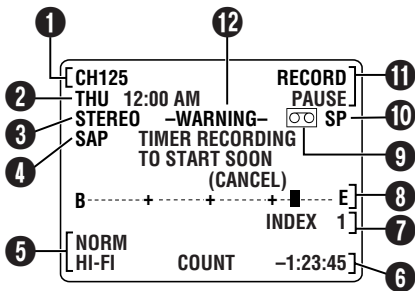 1 12
CH125 RECORD 11
2 THU 12:00 AM PAUSE
3 STEREO –WARNING– SP 10
4 SAP TIMER RECORDING 9
TO START SOON
(CANCEL)
B ------+------+------+-■---- E 8
INDEX 1 7
5 NORM
HI-FI COUNT –1:23:45 6